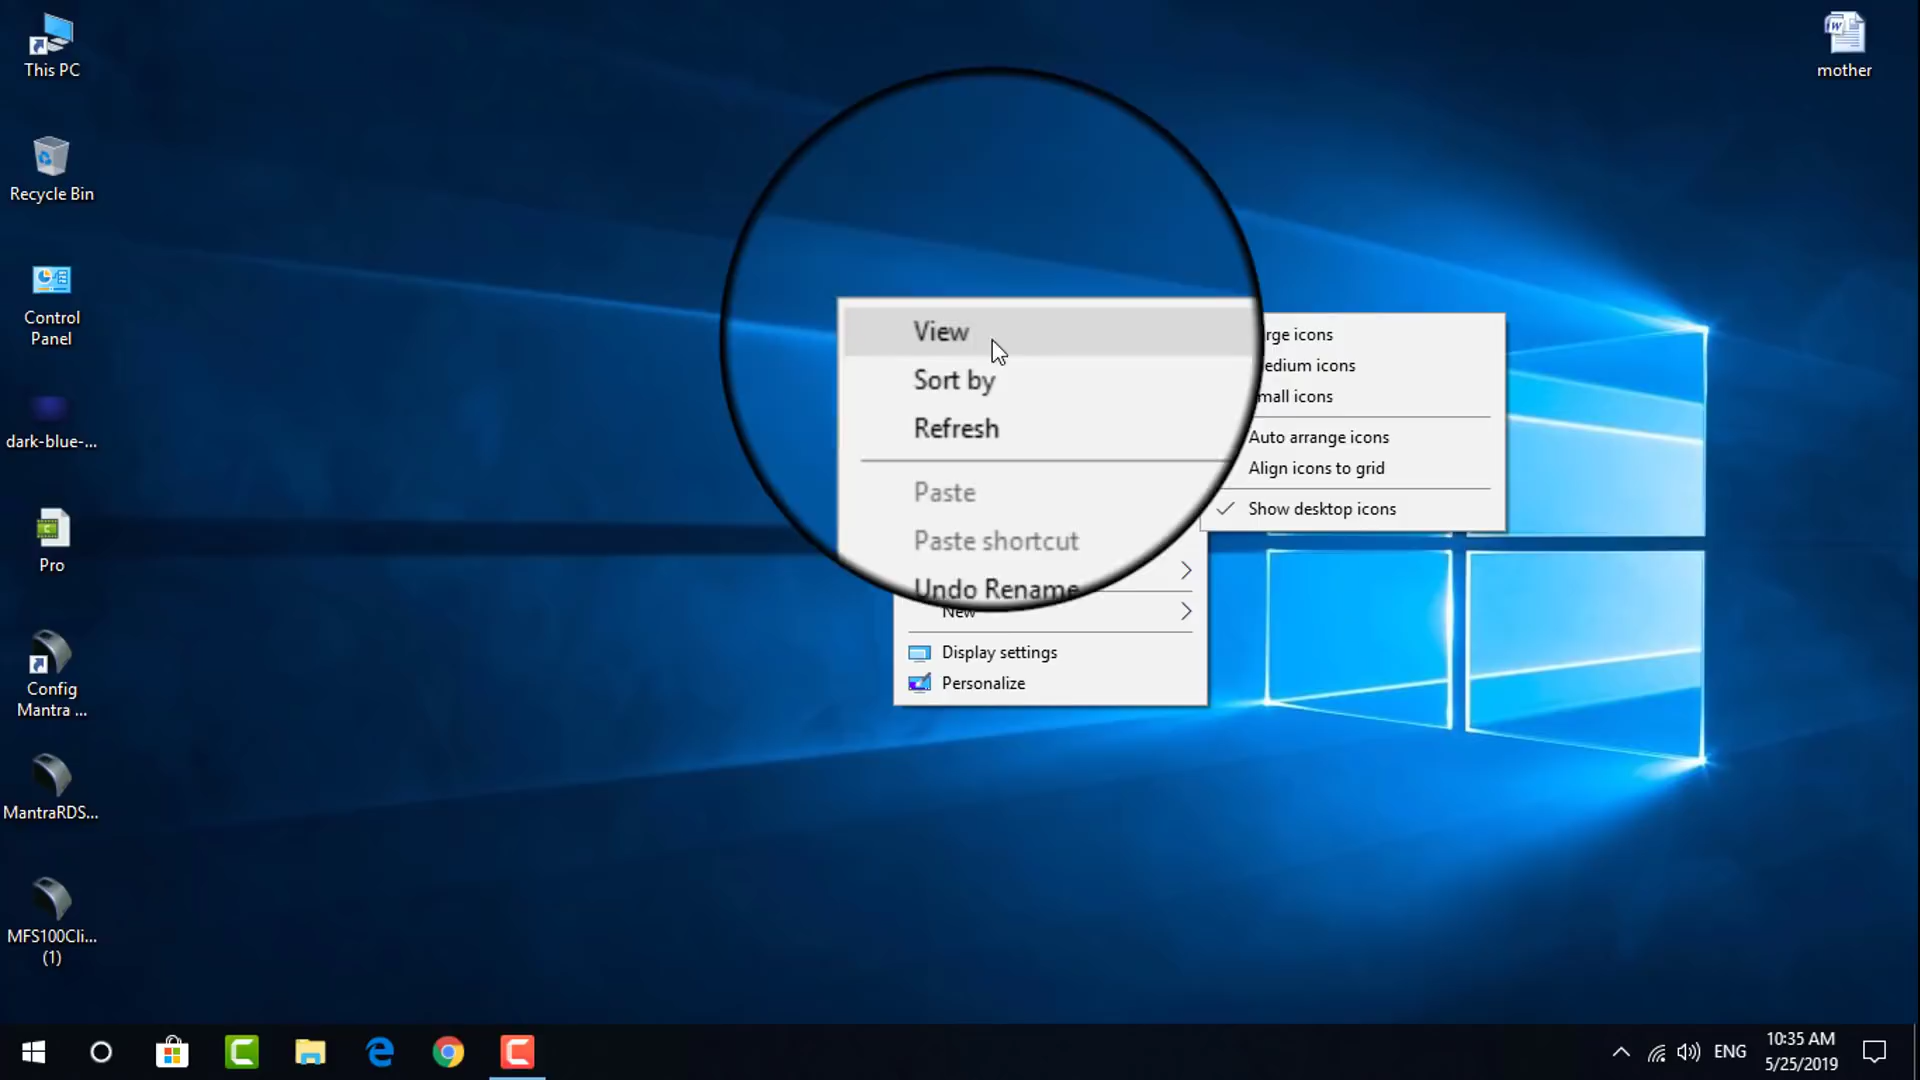 This PC
Recycle Bin
Control
Panel
dark-blue-...
Pro
Config
Mantra ...
MantraRDS...
MFS100Cli...
(1)
mother
View
Sort by
Refresh
Paste
Paste shortcut
Undo Rename
New
Display settings
Personalize
rge icons
edium icons
mall icons
Auto arrange icons
Align icons to grid
Show desktop icons
ENG
10:35 AM
5/25/2019